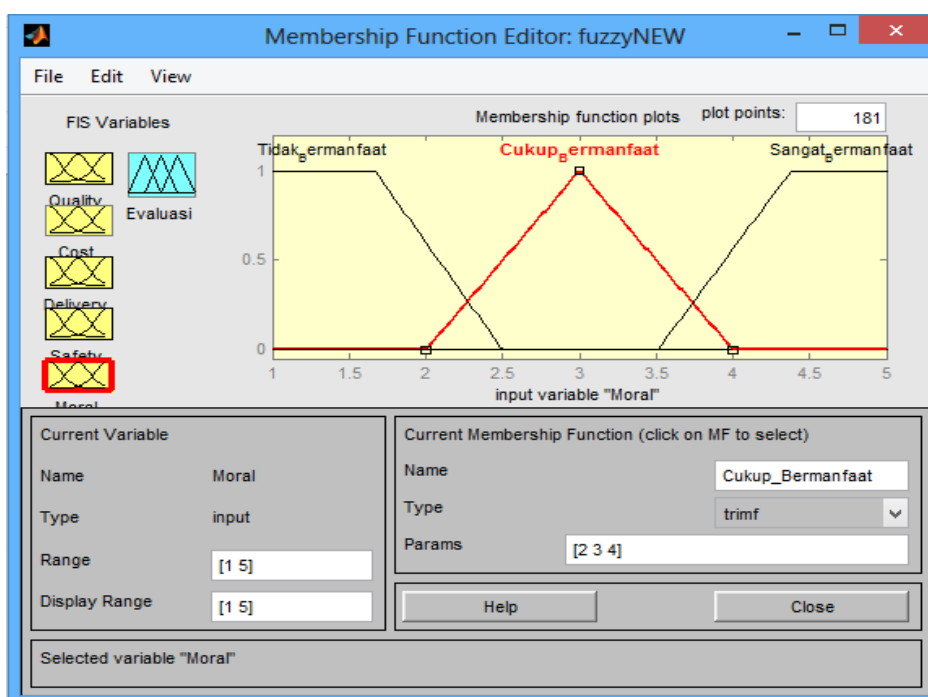 Membership Function Editor: fuzzyNEW
File Edit View
FIS Variables
Quality
Cost
Delivery
Safety
Moral
Evaluasi
Membership function plots
plot points:
181
Tidak_Bermanfaat
Cukup_Bermanfaat
Sangat_Bermanfaat
1
0.5
0
1 1.5 2 2.5 3 3.5 4 4.5 5
input variable "Moral"
Current Variable
Name Moral
Type input
Range [1 5]
Display Range [1 5]
Current Membership Function (click on MF to select)
Name Cukup_Bermanfaat
Type trimf
Params [2 3 4]
Help Close
Selected variable "Moral"